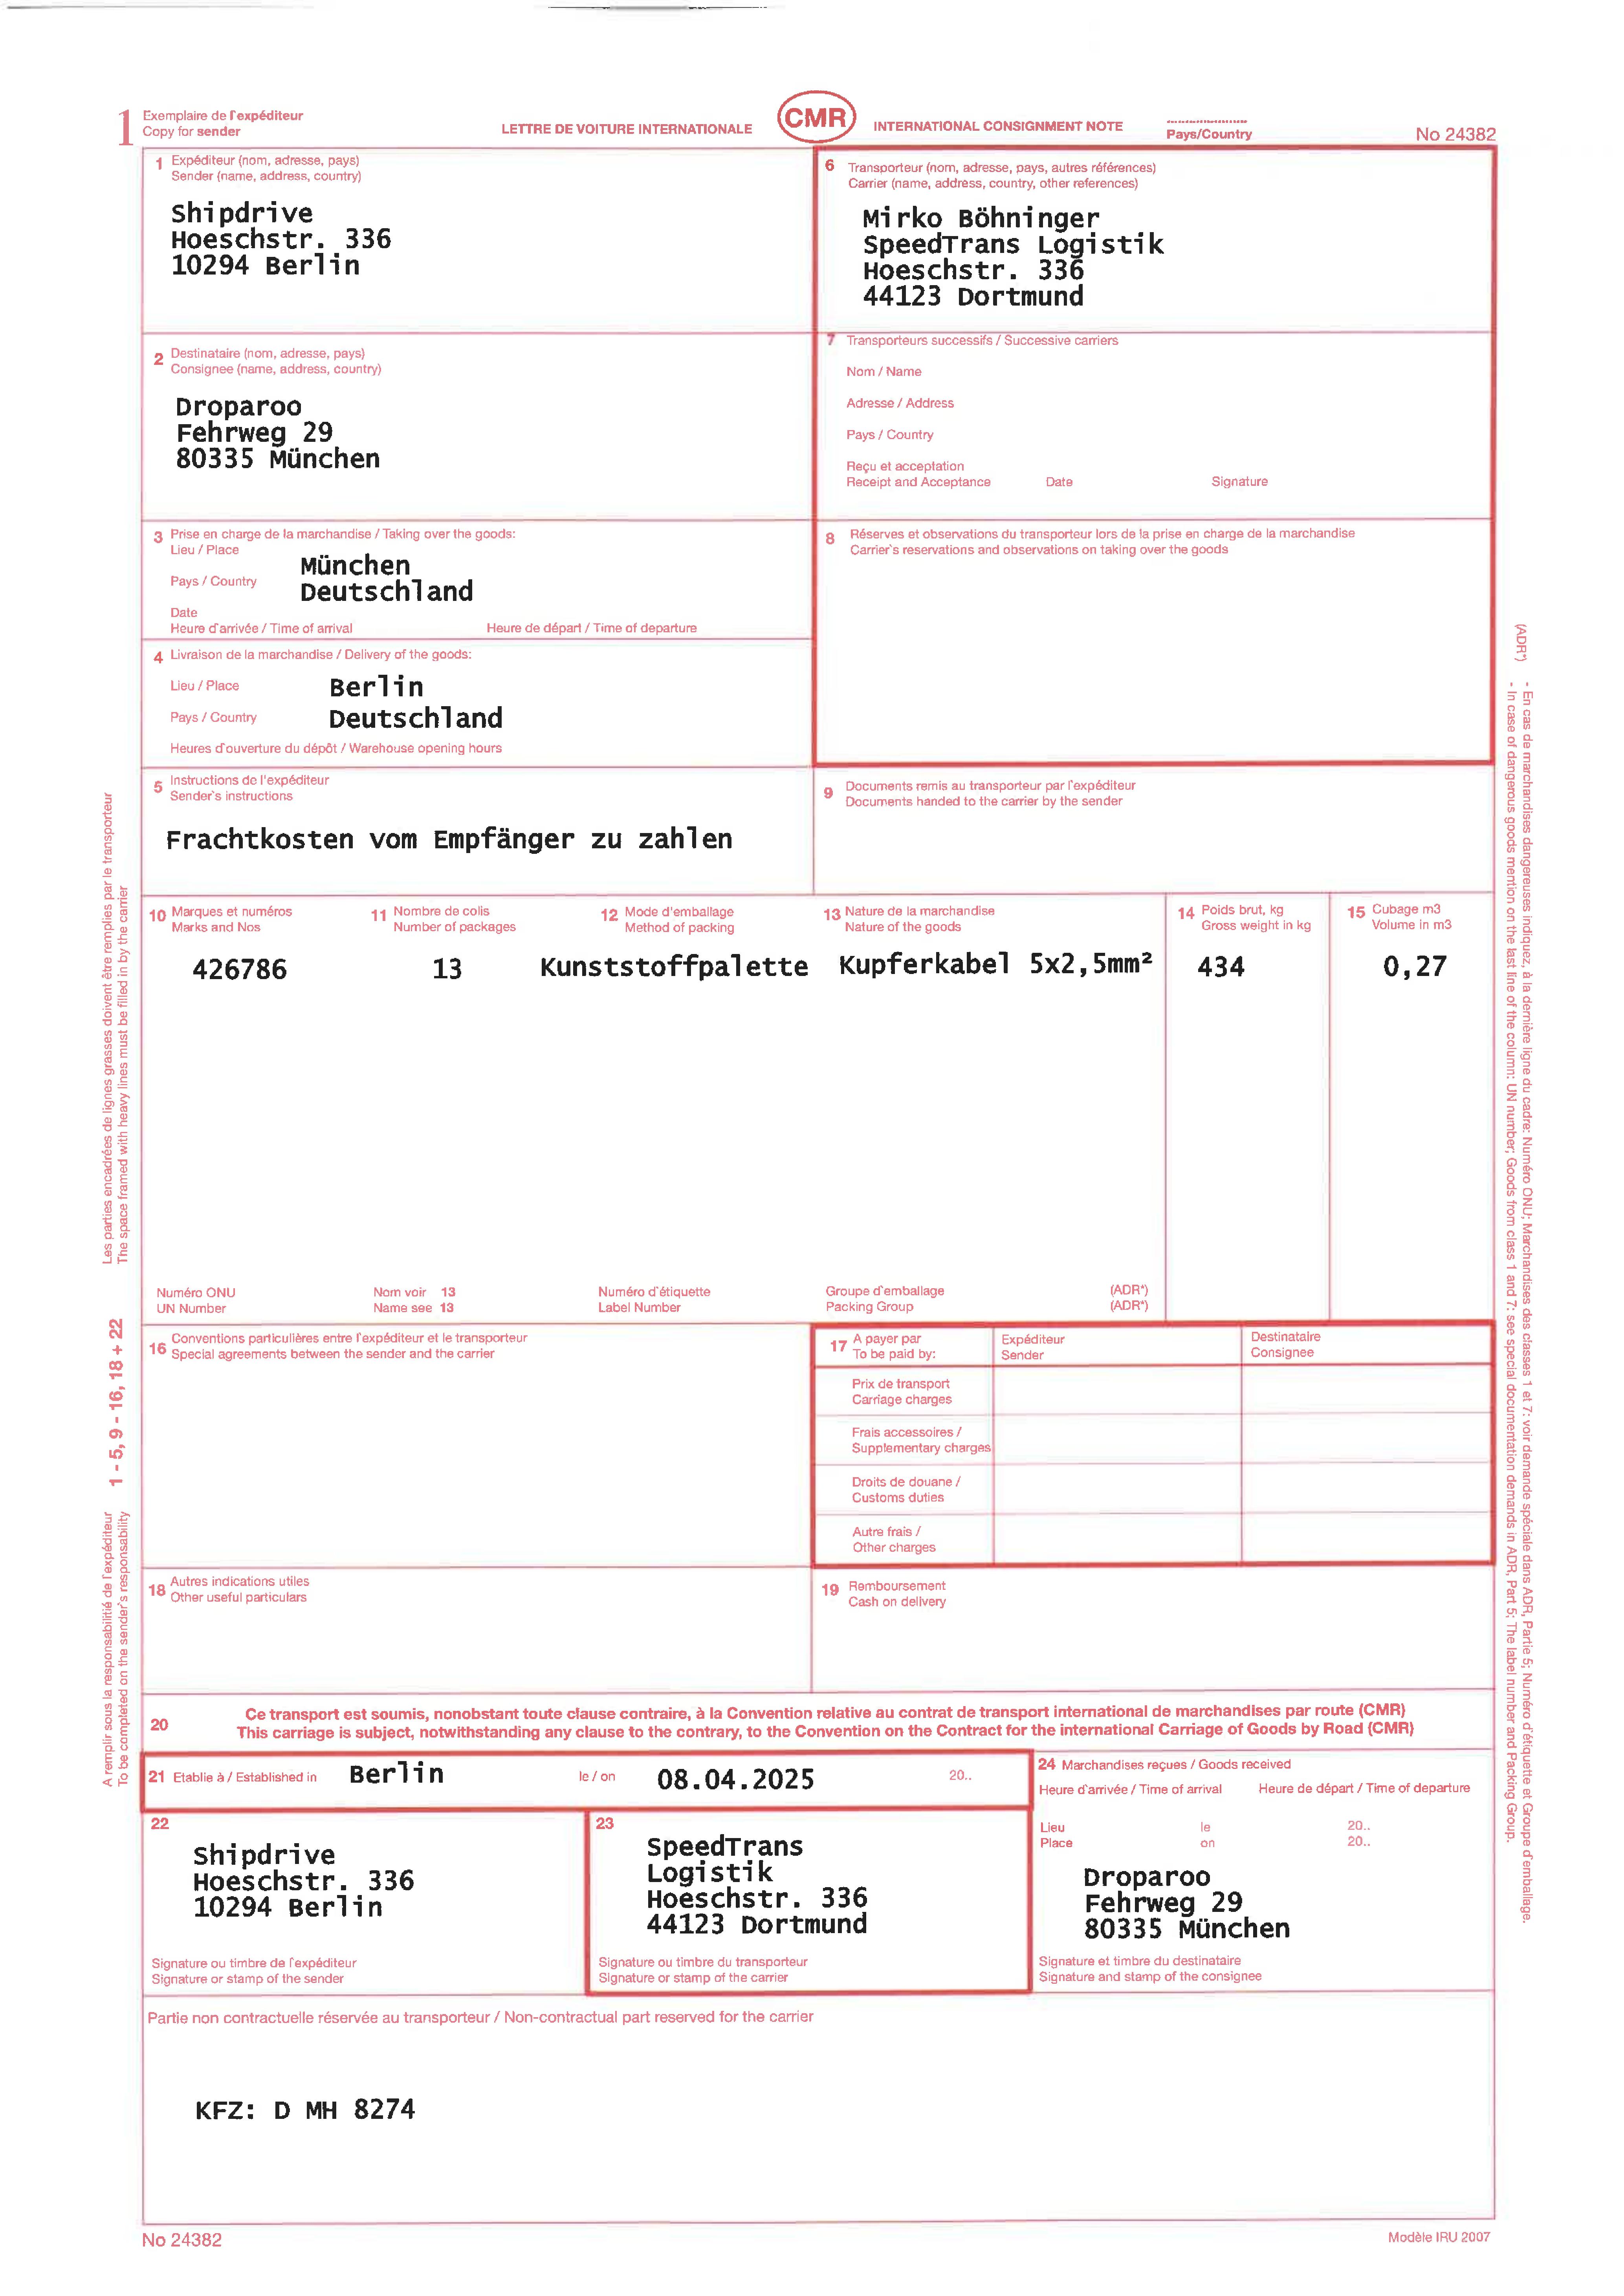 1
Exemplaire de l'expéditeur
Copy for sender
LETTRE DE VOITURE INTERNATIONALE
CMR
INTERNATIONAL CONSIGNMENT NOTE
Pays/Country
No 24382
1 Expéditeur (nom, adresse, pays)
Sender (name, address, country)
Shipdrive
Hoeschstr. 336
10294 Berlin
6 Transporteur (nom, adresse, pays, autres références)
Carrier (name, address, country, other references)
Mirko Böhninger
SpeedTrans Logistik
Hoeschstr. 336
44123 Dortmund
2 Destinataire (nom, adresse, pays)
Consignee (name, address, country)
Droparoo
Fehrweg 29
80335 München
7 Transporteurs successifs / Successive carriers
Nom / Name
Adresse / Address
Pays / Country
Reçu et acceptation
Receipt and Acceptance Date Signature
3 Prise en charge de la marchandise / Taking over the goods:
Lieu / Place
München
Pays / Country
Deutschland
Date
Heure d'arrivée / Time of arrival Heure de départ / Time of departure
8 Réserves et observations du transporteur lors de la prise en charge de la marchandise
Carrier's reservations and observations on taking over the goods
4 Livraison de la marchandise / Delivery of the goods:
Lieu / Place Berlin
Pays / Country Deutschland
Heures d'ouverture du dépôt / Warehouse opening hours
5 Instructions de l'expéditeur
Sender's instructions
Frachtkosten vom Empfänger zu zahlen
9 Documents remis au transporteur par l'expéditeur
Documents handed to the carrier by the sender
10 Marques et numéros
Marks and Nos
11 Nombre de colis
Number of packages
12 Mode d'emballage
Method of packing
13 Nature de la marchandise
Nature of the goods
14 Poids brut, kg
Gross weight in kg
15 Cubage m3
Volume in m3
426786 13 Kunststoffpalette Kupferkabel 5x2,5mm² 434 0,27
Numéro ONU Nom voir 13 Numéro d'étiquette Groupe d'emballage (ADR*)
UN Number Name see 13 Label Number Packing Group (ADR*)
16 Conventions particulières entre l'expéditeur et le transporteur
Special agreements between the sender and the carrier
17 A payer par
To be paid by:
Expéditeur
Sender
Destinataire
Consignee
Prix de transport
Carriage charges
Frais accessoires /
Supplementary charges
Droits de douane /
Customs duties
Autre frais /
Other charges
18 Autres indications utiles
Other useful particulars
19 Remboursement
Cash on delivery
20 Ce transport est soumis, nonobstant toute clause contraire, à la Convention relative au contrat de transport international de marchandises par route (CMR)
This carriage is subject, notwithstanding any clause to the contrary, to the Convention on the Contract for the international Carriage of Goods by Road (CMR)
21 Etablie à / Established in Berlin le / on 08.04.2025 20..
22
Shipdrive
Hoeschstr. 336
10294 Berlin
Signature ou timbre de l'expéditeur
Signature or stamp of the sender
23
SpeedTrans
Logistik
Hoeschstr. 336
44123 Dortmund
Signature ou timbre du transporteur
Signature or stamp of the carrier
24 Marchandises reçues / Goods received
Heure d'arrivée / Time of arrival Heure de départ / Time of departure
Lieu le 20..
Place on 20..
Droparoo
Fehrweg 29
80335 München
Signature et timbre du destinataire
Signature and stamp of the consignee
Partie non contractuelle réservée au transporteur / Non-contractual part reserved for the carrier
KFZ: D MH 8274
No 24382
Modèle IRU 2007
Les parties encadrées de lignes grasses doivent être remplies par le transporteur
The space framed with heavy lines must be filled in by the carrier
1 - 5, 9 - 16, 18 + 22
A remplir sous la responsabilitié de l'expéditeur
To be completed on the sender's responsability
(ADR*)
- En cas de marchandises dangereuses indiquez, à la dernière ligne du cadre: Numéro ONU; Marchandises des classes 1 et 7: voir demande spéciale dans ADR, Partie 5; Numéro d'étiquette et Groupe d'emballage.
- In case of dangerous goods mention on the last line of the column: UN number; Goods from class 1 and 7: see special documentation demands in ADR, Part 5; The label number and Packing Group.